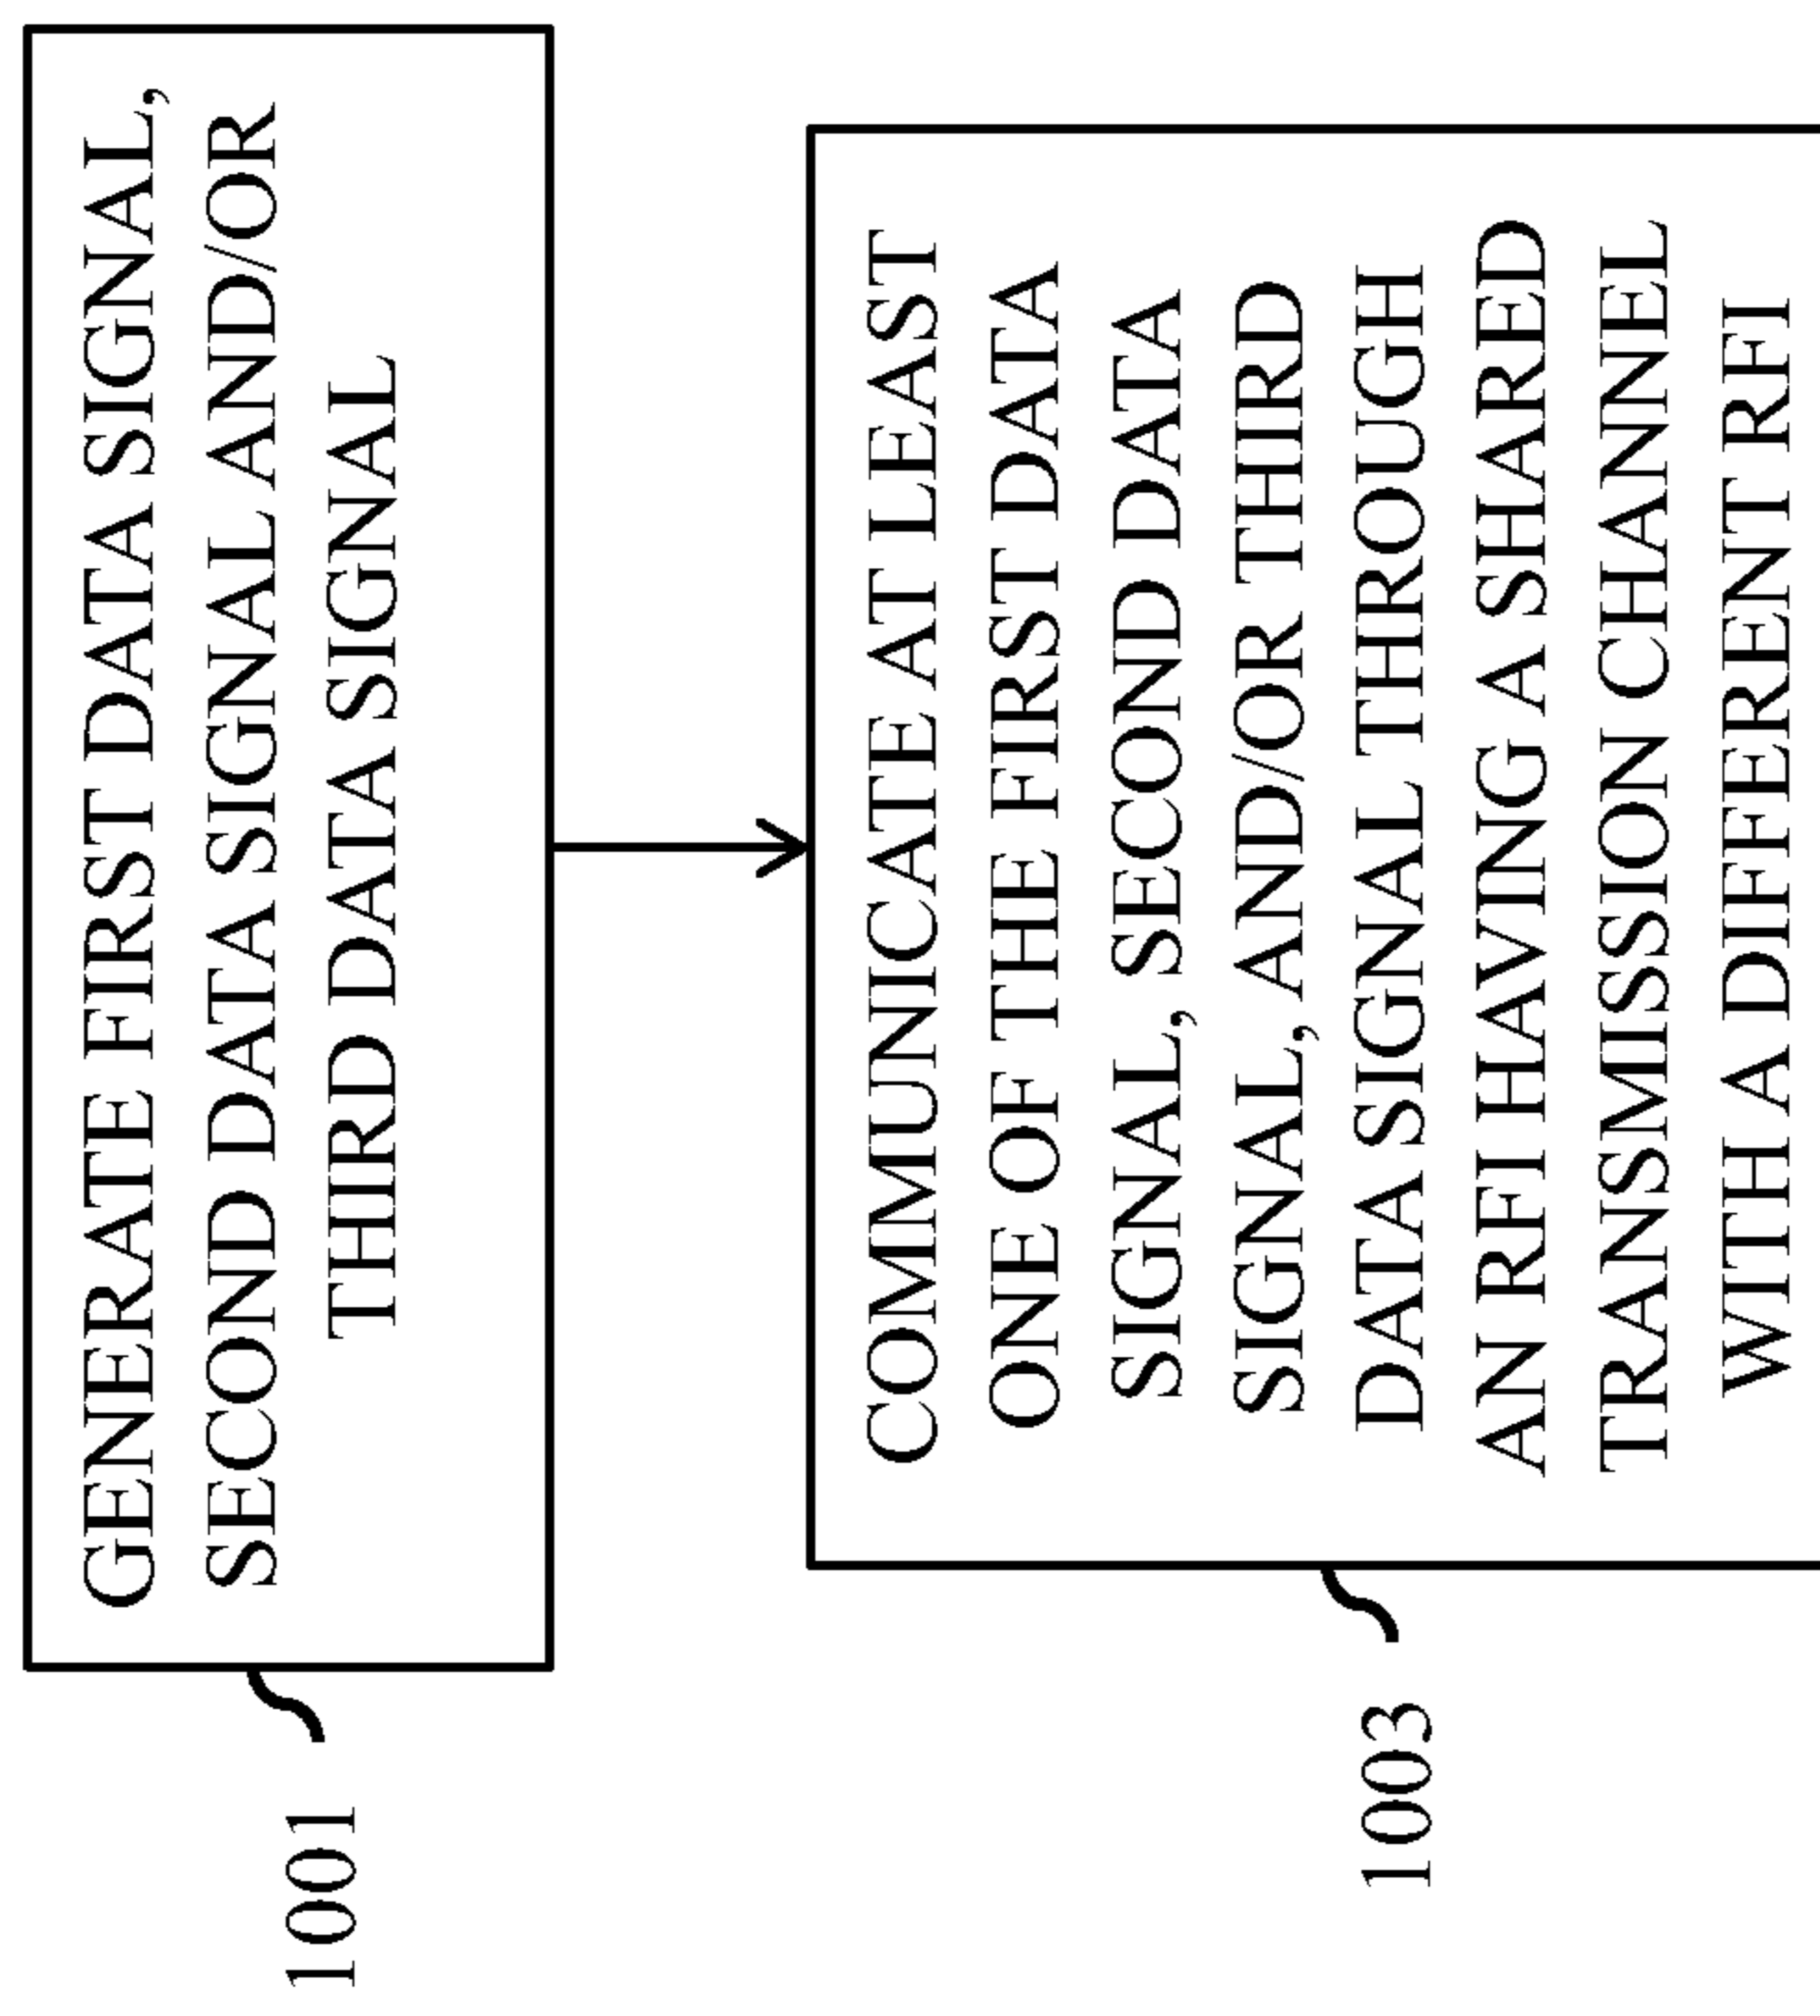 GENERATE FIRST DATA SIGNAL,
SECOND DATA SIGNAL AND/OR
THIRD DATA SIGNAL
1001
COMMUNICATE AT LEAST
ONE OF THE FIRST DATA
SIGNAL, SECOND DATA
SIGNAL, AND/OR THIRD
DATA SIGNAL THROUGH
AN RFI HAVING A SHARED
TRANSMISSION CHANNEL
WITH A DIFFERENT RFI
1003